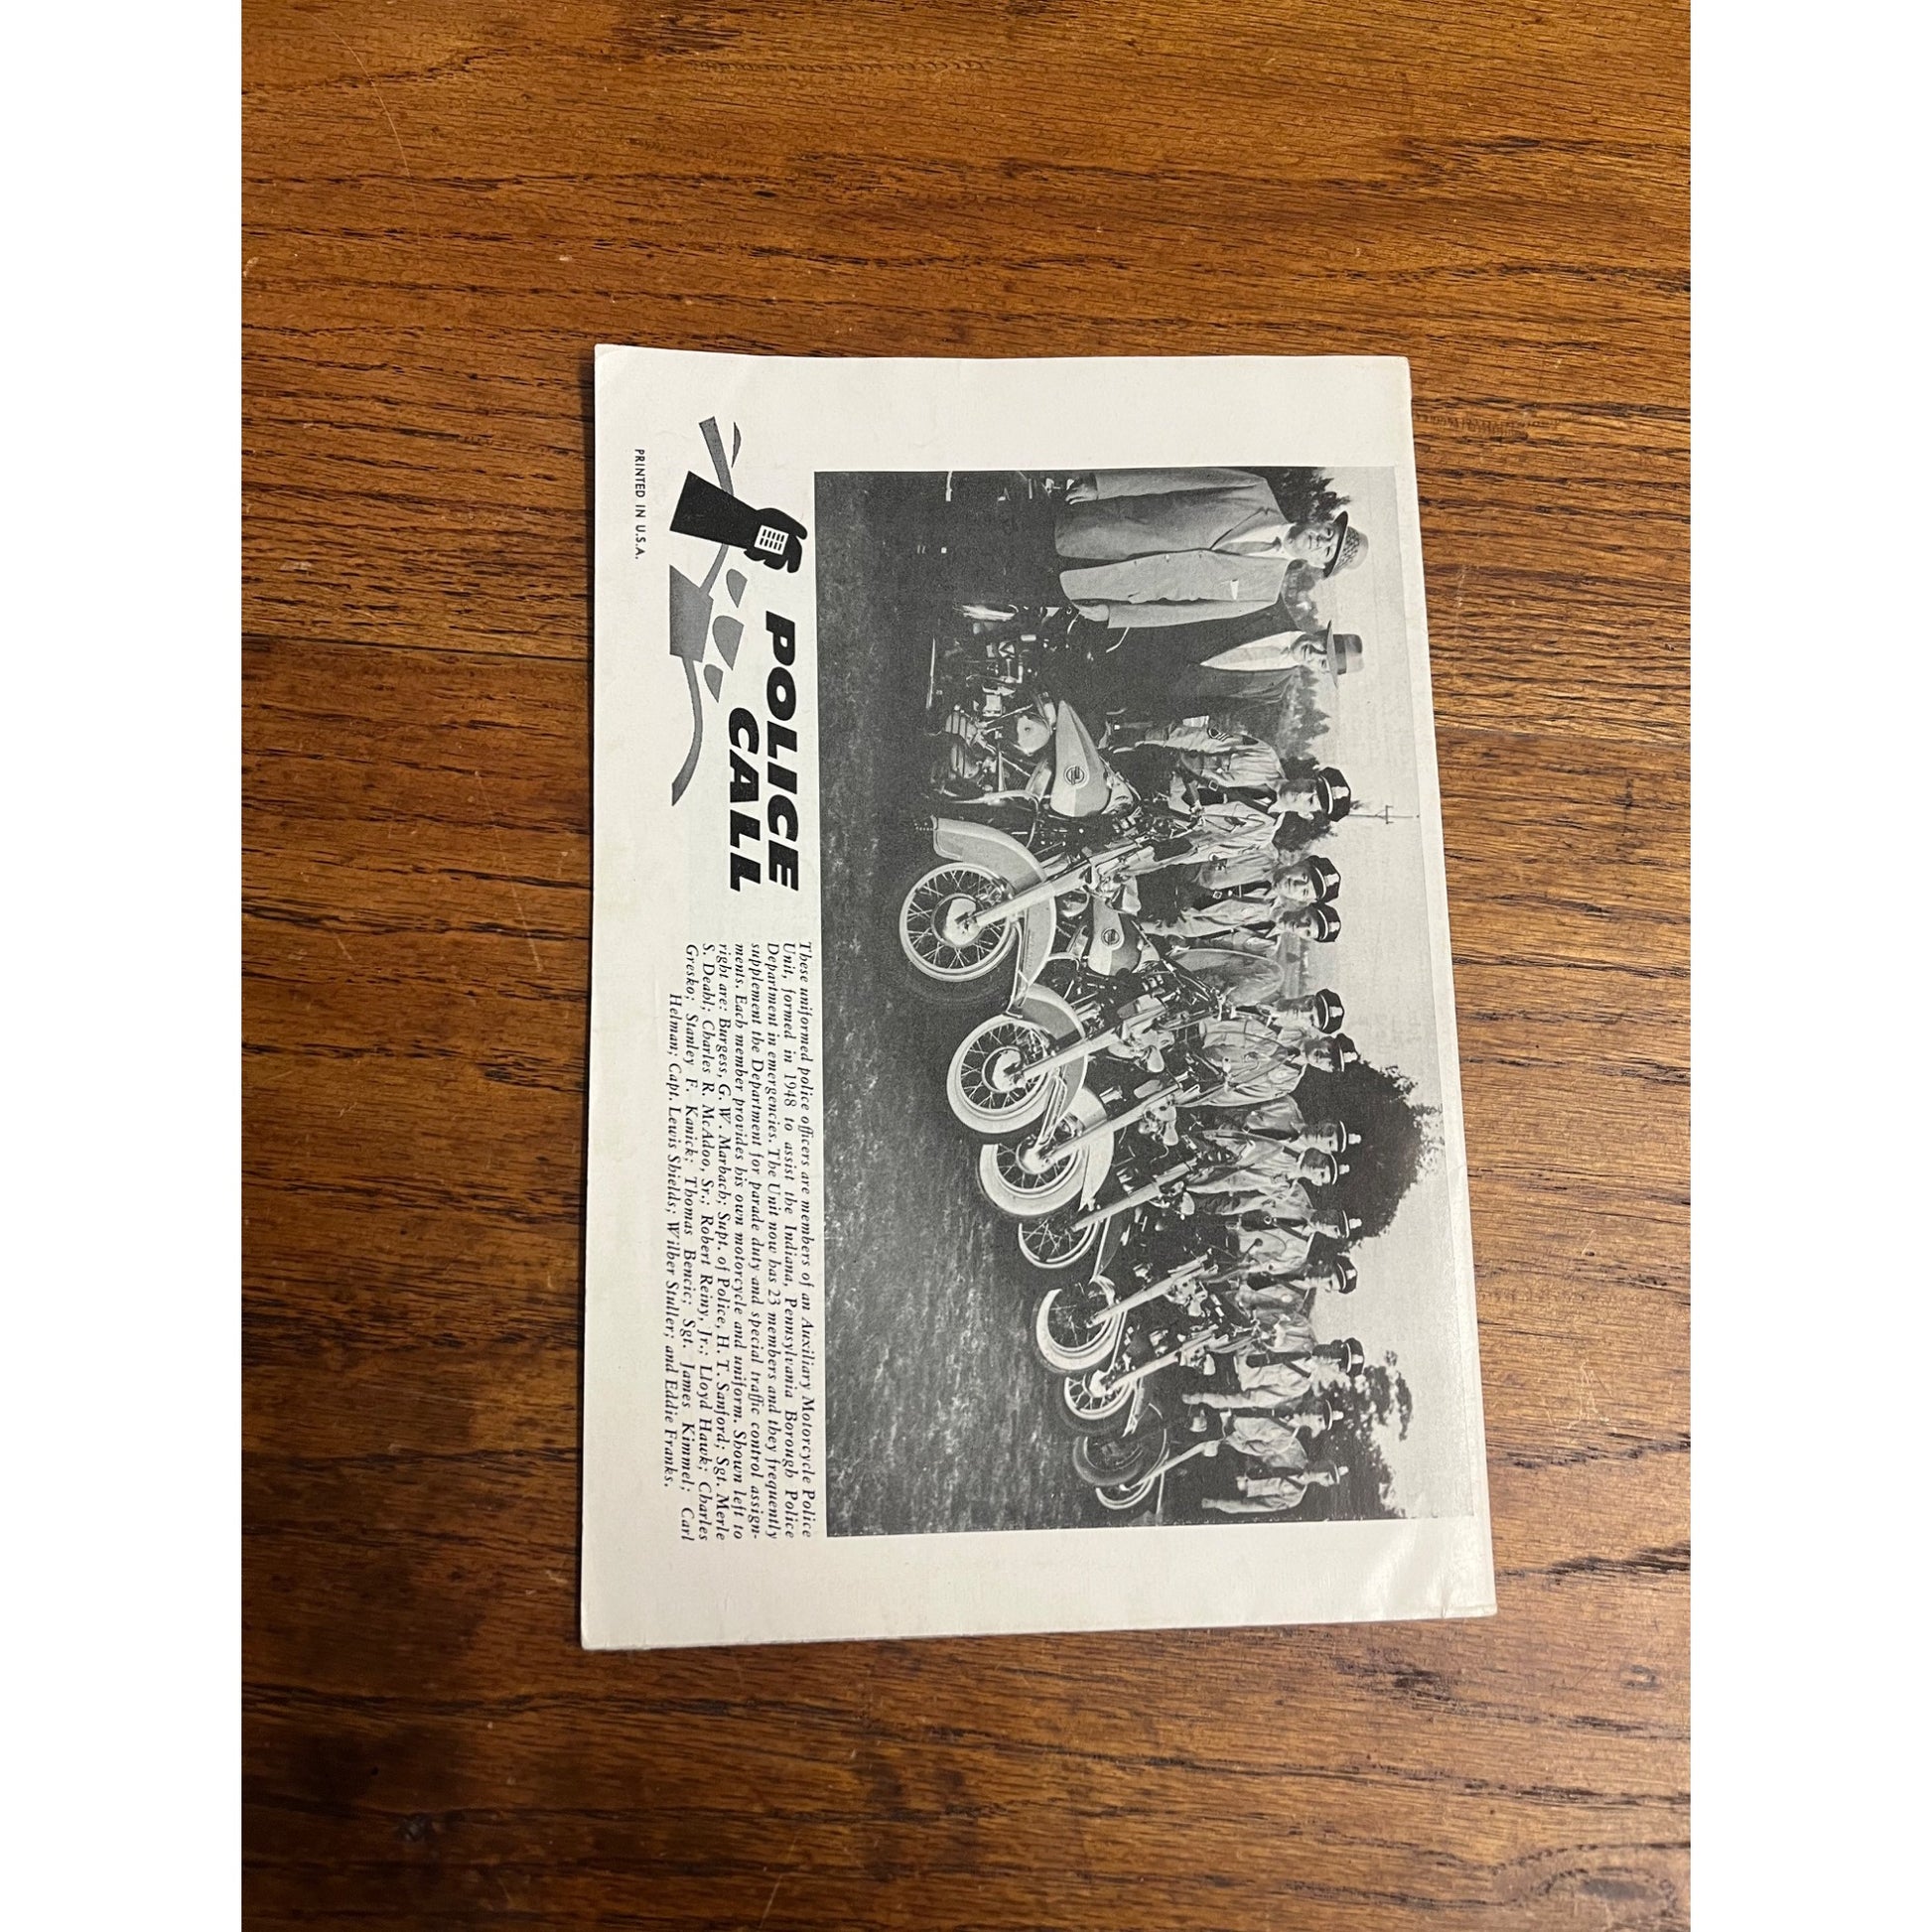 POLICE
CALL
These uniformed police officers are members of an Auxiliary Motorcycle Police
Unit, formed in 1948 to assist the Indiana, Pennsylvania Borough Police
Department in emergencies. The Unit now has 23 members and they frequently
supplement the Department for parade duty and special traffic control assign-
ments. Each member provides his own motorcycle and uniform. Shown left to
right are: Burgess, G. W. Marbach; Supt. of Police, H. T. Sanford; Sgt. Merle
S. Deabl; Charles R. McAdoo, Sr.; Robert Reiny, Jr.; Lloyd Hawk; Charles
Gresko; Stanley F. Kanick; Thomas Bencic; Sgt. James Kimmel; Carl
Helman; Capt. Lewis Shields; Wilber Stuller; and Eddie Franks.
PRINTED IN U.S.A.